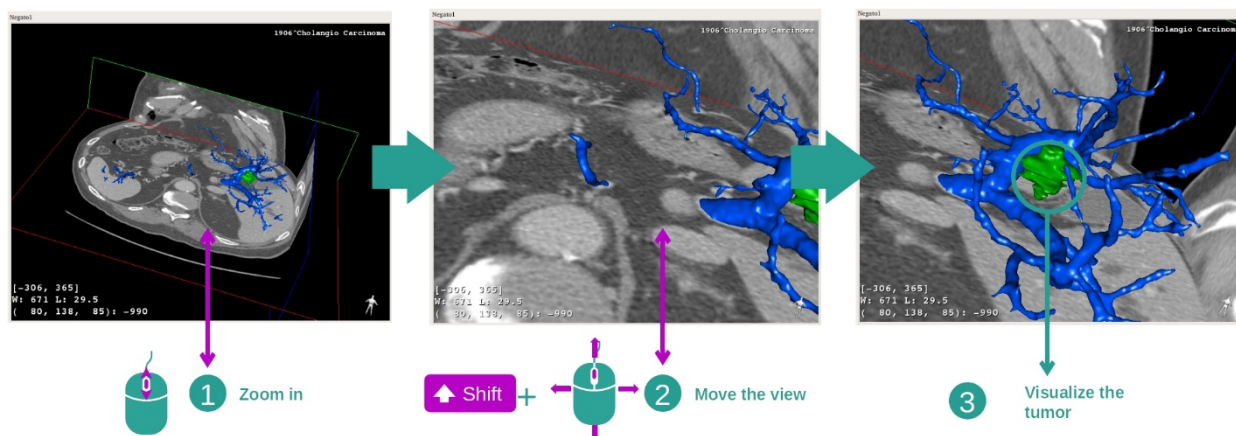 Negato1
1906^Cholangio Carcinoma
[-306, 365]
W: 671 L: 29.5
( 80, 138, 85): -990
Negato1
1906^Cholangio Carcinoma
[-306, 365]
W: 671 L: 29.5
( 80, 138, 85): -990
Negato1
1906^Cholangio Carcinoma
[-306, 365]
W: 671 L: 29.5
( 80, 138, 85): -990
1 Zoom in
Shift + 2 Move the view
3 Visualize the
tumor